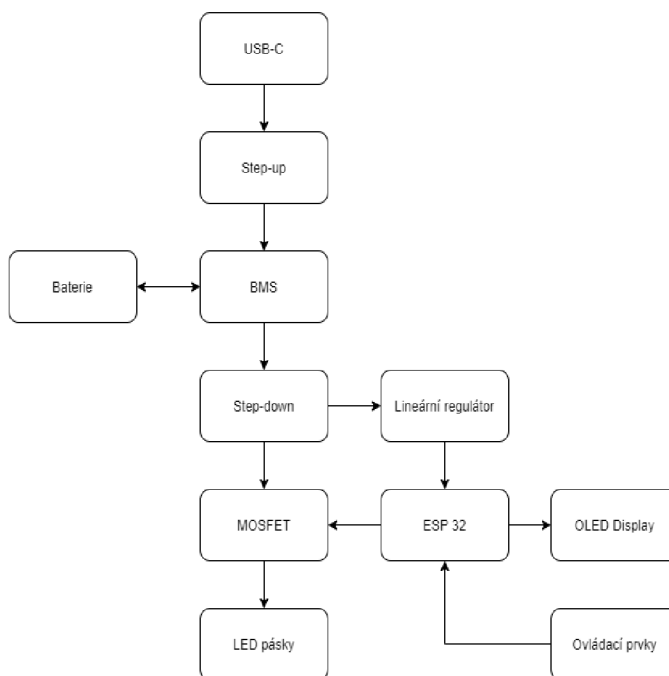 USB-C
Step-up
Baterie
BMS
Step-down
Lineární regulátor
MOSFET
ESP 32
OLED Display
LED pásky
Ovládací prvky